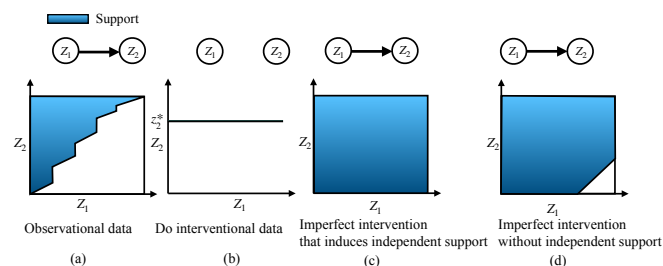 Support
Z1 Z2 Z1 Z2 Z1 Z2 Z1 Z2
Z2 z2* Z2 Z2 Z2
Z1 Z1 Z1 Z1
Observational data Do interventional data Imperfect intervention that induces independent support Imperfect intervention without independent support
(a) (b) (c) (d)